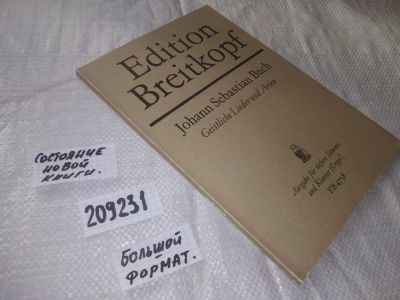 Edition
Breitkopf
Johann Sebastian Bach
Geistliche Lieder und Arien
Ausgabe für tiefere Stimme
und Klavier (Orgel)
EB 4738
СОСТОЯНИЕ
НОВОЙ
КНИГИ.
209231
БОЛЬШОЙ
ФОРМАТ.